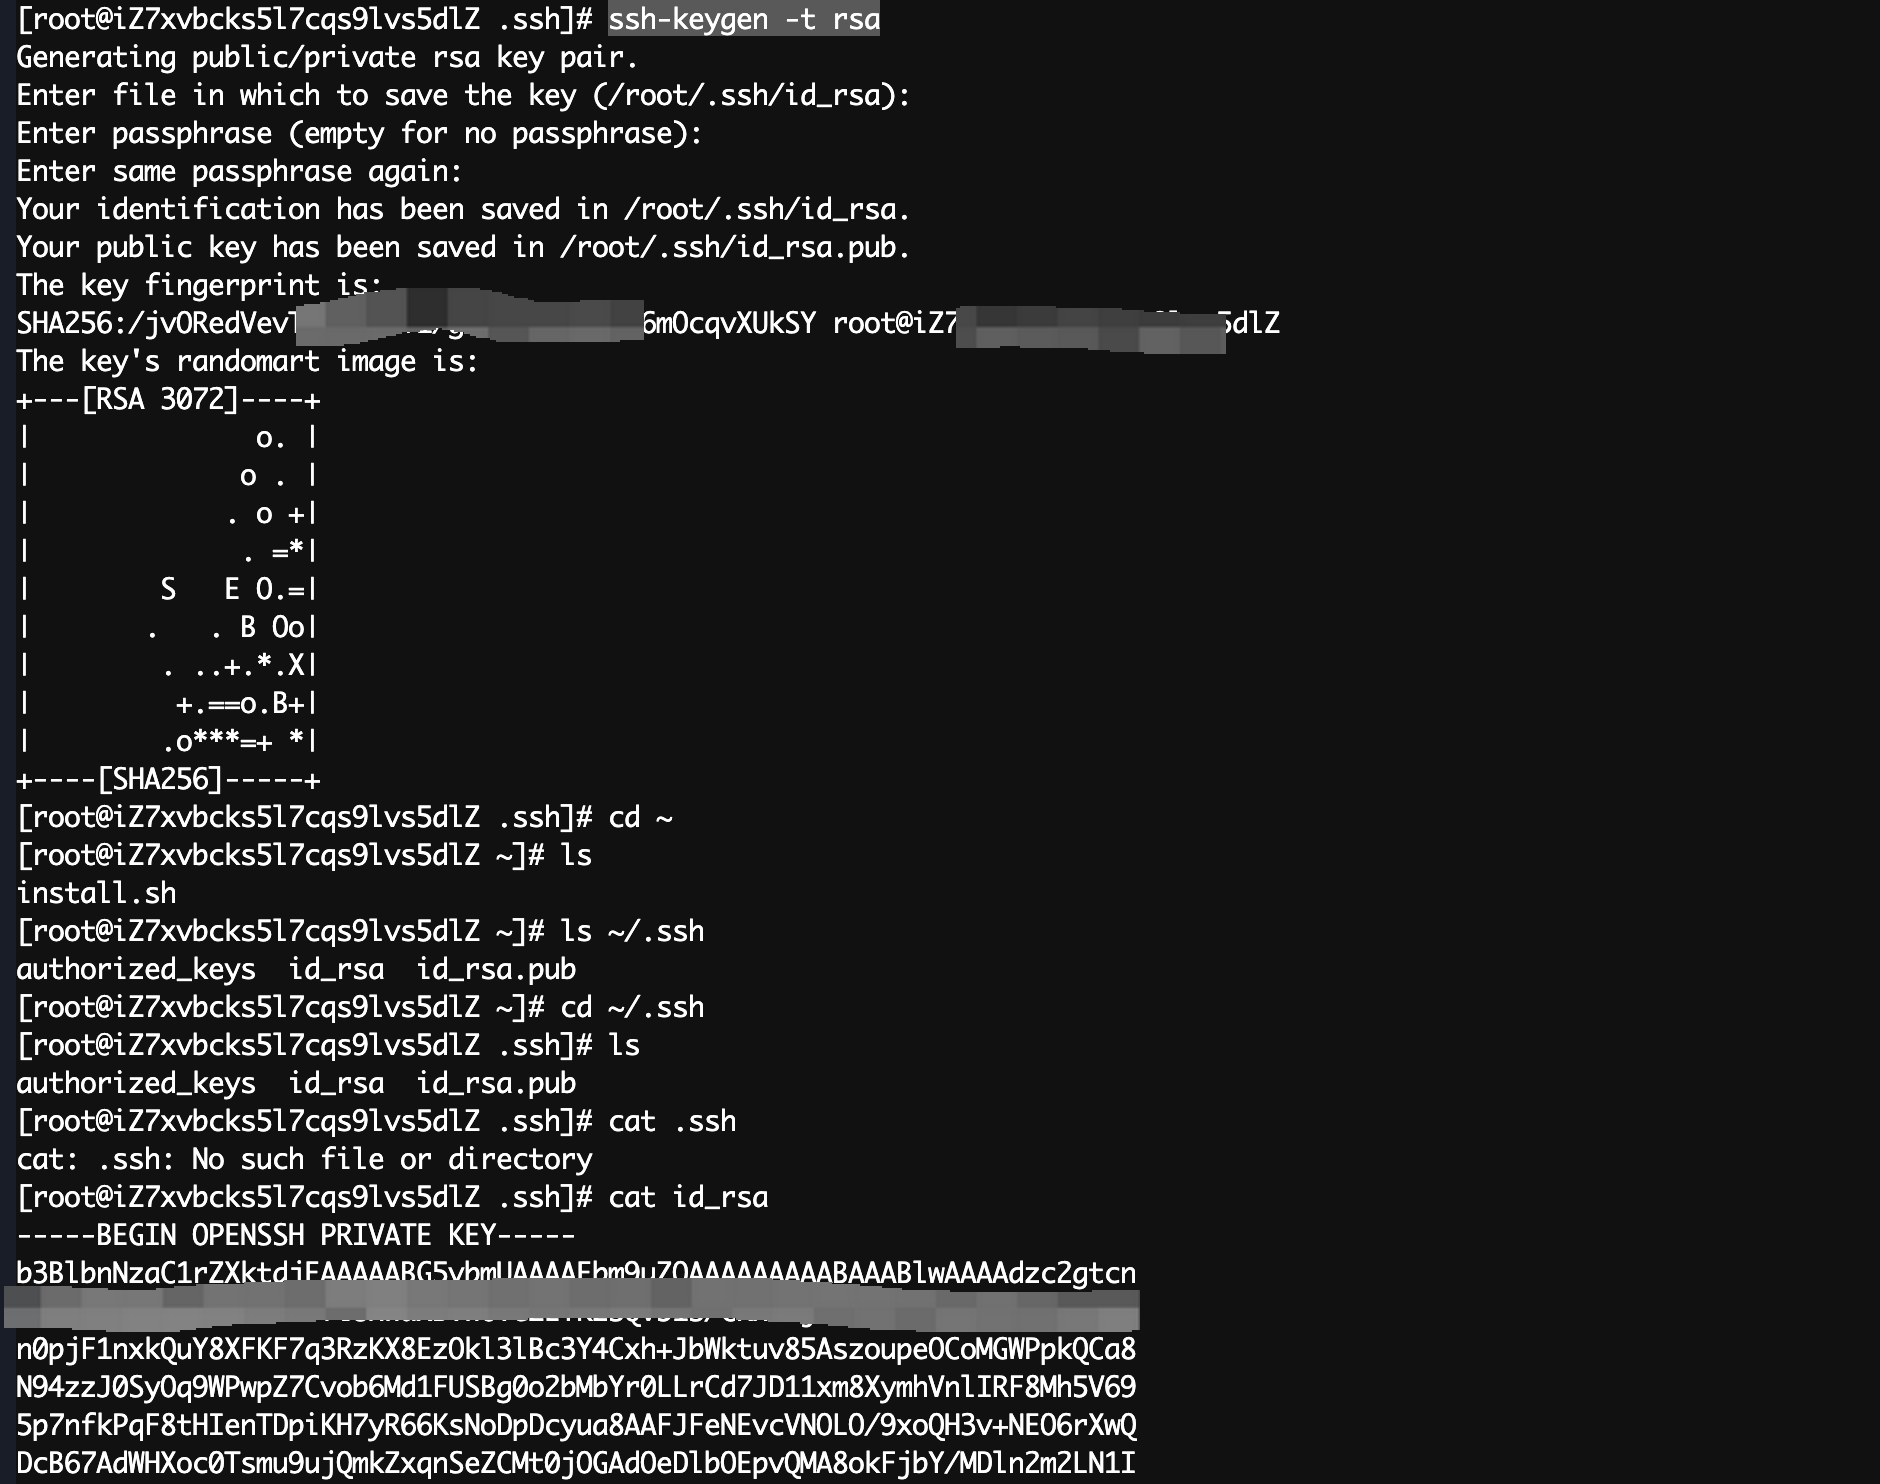 [root@iZ7xvbcks5l7cqs9lvs5dlZ .ssh]# ssh-keygen -t rsa
Generating public/private rsa key pair.
Enter file in which to save the key (/root/.ssh/id_rsa):
Enter passphrase (empty for no passphrase):
Enter same passphrase again:
Your identification has been saved in /root/.ssh/id_rsa.
Your public key has been saved in /root/.ssh/id_rsa.pub.
The key fingerprint is:
SHA256:/jvORedVev 6mOcqvXUkSY root@iZ7 5dlZ
The key's randomart image is:
+---[RSA 3072]----+
|              o. |
|             o . |
|            . o +|
|             . =*|
|        S   E O.=|
|       .   . B Oo|
|        . ..+.*.X|
|         +.==o.B+|
|        .o***=+ *|
+----[SHA256]-----+
[root@iZ7xvbcks5l7cqs9lvs5dlZ .ssh]# cd ~
[root@iZ7xvbcks5l7cqs9lvs5dlZ ~]# ls
install.sh
[root@iZ7xvbcks5l7cqs9lvs5dlZ ~]# ls ~/.ssh
authorized_keys  id_rsa  id_rsa.pub
[root@iZ7xvbcks5l7cqs9lvs5dlZ ~]# cd ~/.ssh
[root@iZ7xvbcks5l7cqs9lvs5dlZ .ssh]# ls
authorized_keys  id_rsa  id_rsa.pub
[root@iZ7xvbcks5l7cqs9lvs5dlZ .ssh]# cat .ssh
cat: .ssh: No such file or directory
[root@iZ7xvbcks5l7cqs9lvs5dlZ .ssh]# cat id_rsa
-----BEGIN OPENSSH PRIVATE KEY-----
b3BlbnNzaC1rZXktdjEAAAAABG5vbmUAAAAEbm9uZQAAAAAAAAABAAABlwAAAAdzc2gtcn
n0pjF1nxkQuY8XFKF7q3RzKX8EzOkl3lBc3Y4Cxh+JbWktuv85AszoupeOCoMGWPpkQCa8
N94zzJ0SyOq9WPwpZ7Cvob6Md1FUSBg0o2bMbYr0LLrCd7JD11xm8XymhVnlIRF8Mh5V69
5p7nfkPqF8tHIenTDpiKH7yR66KsNoDpDcyua8AAFJFeNEvcVNOLO/9xoQH3v+NEO6rXwQ
DcB67AdWHXoc0Tsmu9ujQmkZxqnSeZCMt0jOGAdOeDlbOEpvQMA8okFjbY/MDln2m2LN1I